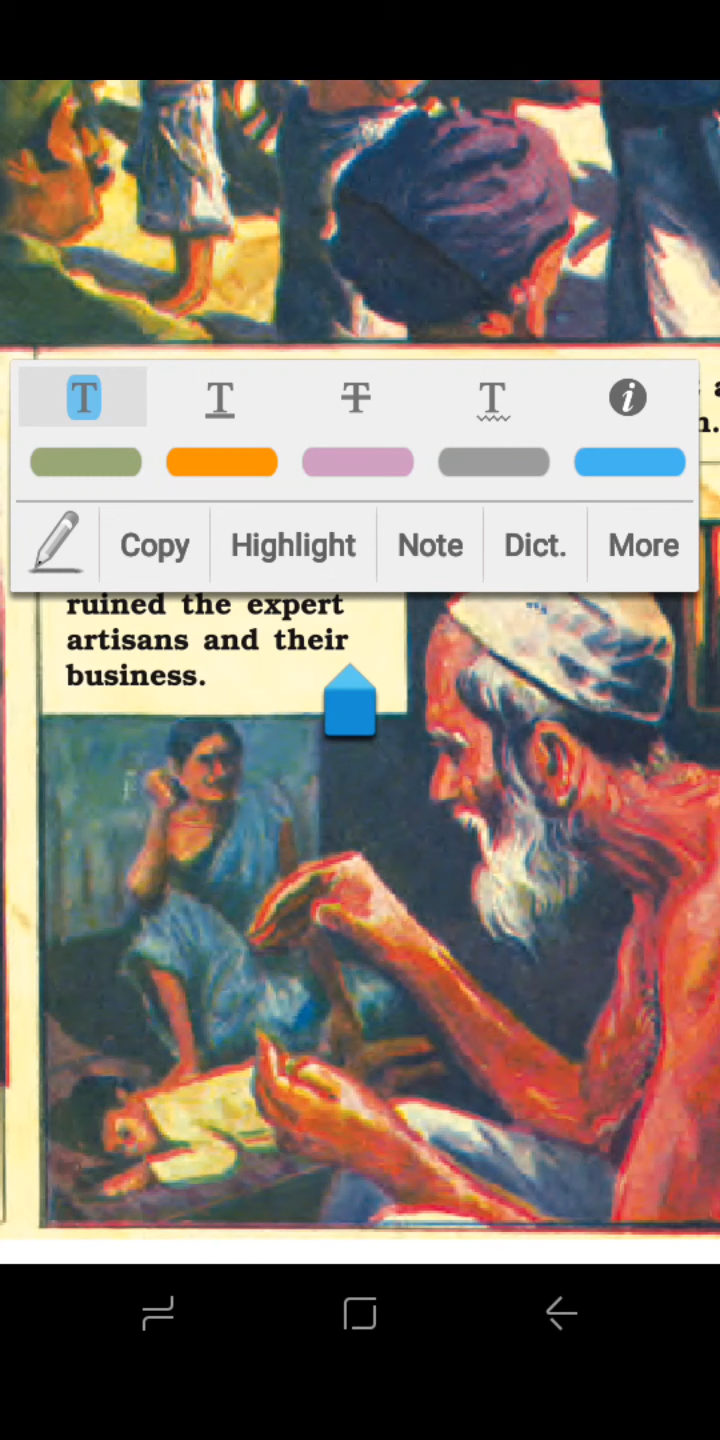 T T T T i
Copy Highlight Note Dict. More
ruined the expert
artisans and their
business.